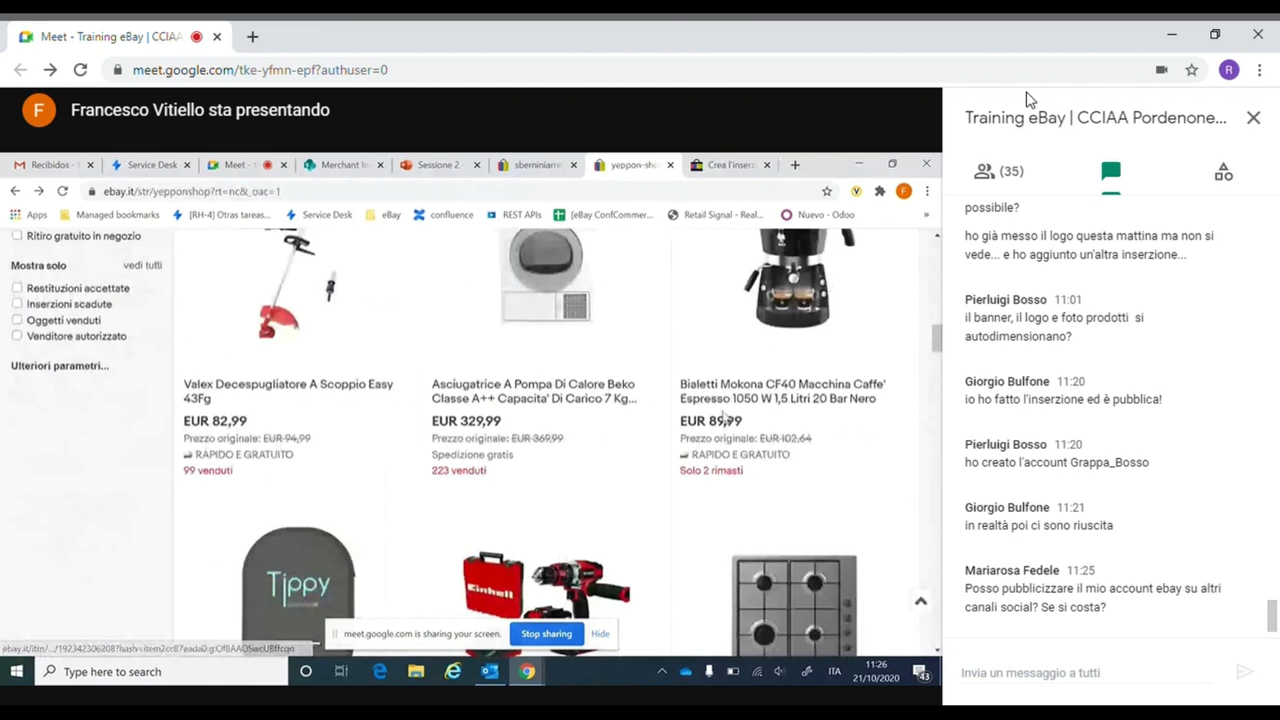 Meet - Training eBay | CCIAA
meet.google.com/tke-yfmn-epf?authuser=0
R
F
Francesco Vitiello sta presentando
Recibidos -
Service Desk
Meet -
Merchant In
Sessione 2
sberniniarr
yeppon-sho
Crea l'inserz
ebay.it/str/yepponshop?rt=nc&_oac=1
F
Apps
Managed bookmarks
[RH-4] Otras tareas...
Service Desk
eBay
confluence
REST APIs
[eBay ConfCommer...
Retail Signal - Real...
Nuevo - Odoo
»
Ritiro gratuito in negozio
Mostra solo
vedi tutti
Restituzioni accettate
Inserzioni scadute
Oggetti venduti
Venditore autorizzato
Ulteriori parametri...
Valex Decespugliatore A Scoppio Easy
43Fg
EUR 82,99
Prezzo originale: EUR 94,99
RAPIDO E GRATUITO
99 venduti
Asciugatrice A Pompa Di Calore Beko
Classe A++ Capacita' Di Carico 7 Kg...
EUR 329,99
Prezzo originale: EUR 369,99
Spedizione gratis
223 venduti
Bialetti Mokona CF40 Macchina Caffe'
Espresso 1050 W 1,5 Litri 20 Bar Nero
EUR 89,99
Prezzo originale: EUR 102,64
RAPIDO E GRATUITO
Solo 2 rimasti
Tippy
Einhell
meet.google.com is sharing your screen.
Stop sharing
Hide
Type here to search
ITA
11:26
21/10/2020
43
Training eBay | CCIAA Pordenone...
(35)
possibile?
ho già messo il logo questa mattina ma non si
vede... e ho aggiunto un'altra inserzione...
Pierluigi Bosso 11:01
il banner, il logo e foto prodotti si
autodimensionano?
Giorgio Bulfone 11:20
io ho fatto l'inserzione ed è pubblica!
Pierluigi Bosso 11:20
ho creato l'account Grappa_Bosso
Giorgio Bulfone 11:21
in realtà poi ci sono riuscita
Mariarosa Fedele 11:25
Posso pubblicizzare il mio account ebay su altri
canali social? Se si costa?
Invia un messaggio a tutti